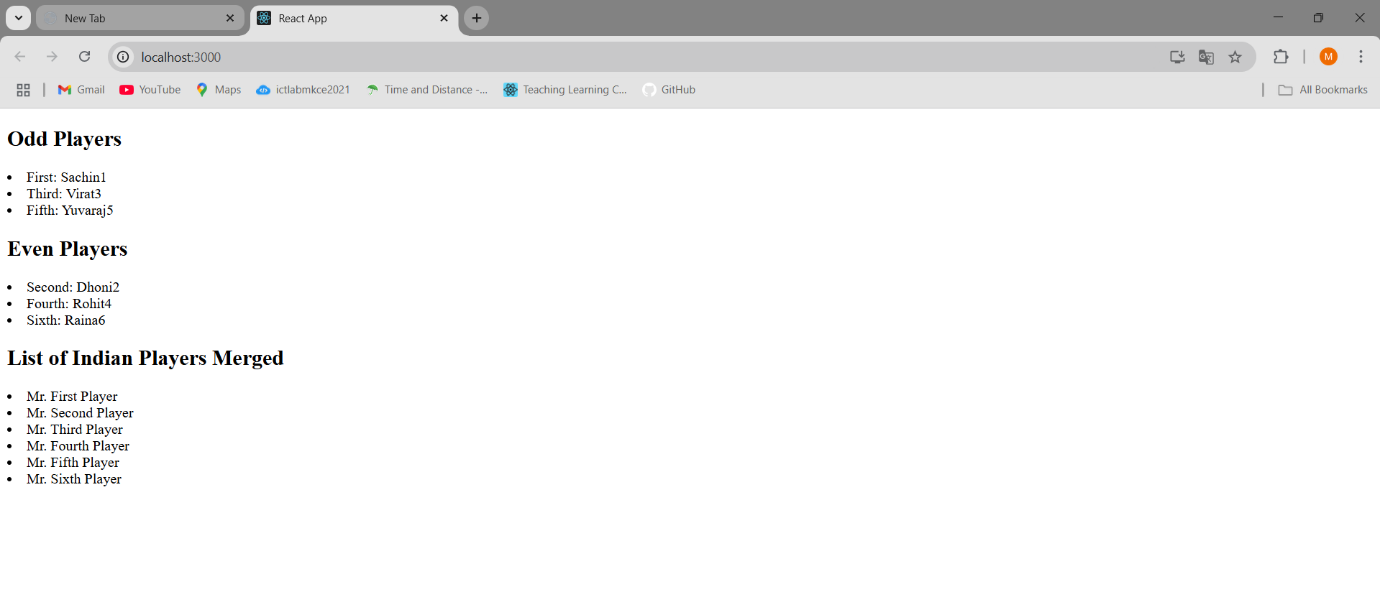 New Tab
React App
localhost:3000
M
Gmail YouTube Maps ictlabmkce2021 Time and Distance -... Teaching Learning C... GitHub All Bookmarks
Odd Players
• First: Sachin1
• Third: Virat3
• Fifth: Yuvaraj5
Even Players
• Second: Dhoni2
• Fourth: Rohit4
• Sixth: Raina6
List of Indian Players Merged
• Mr. First Player
• Mr. Second Player
• Mr. Third Player
• Mr. Fourth Player
• Mr. Fifth Player
• Mr. Sixth Player